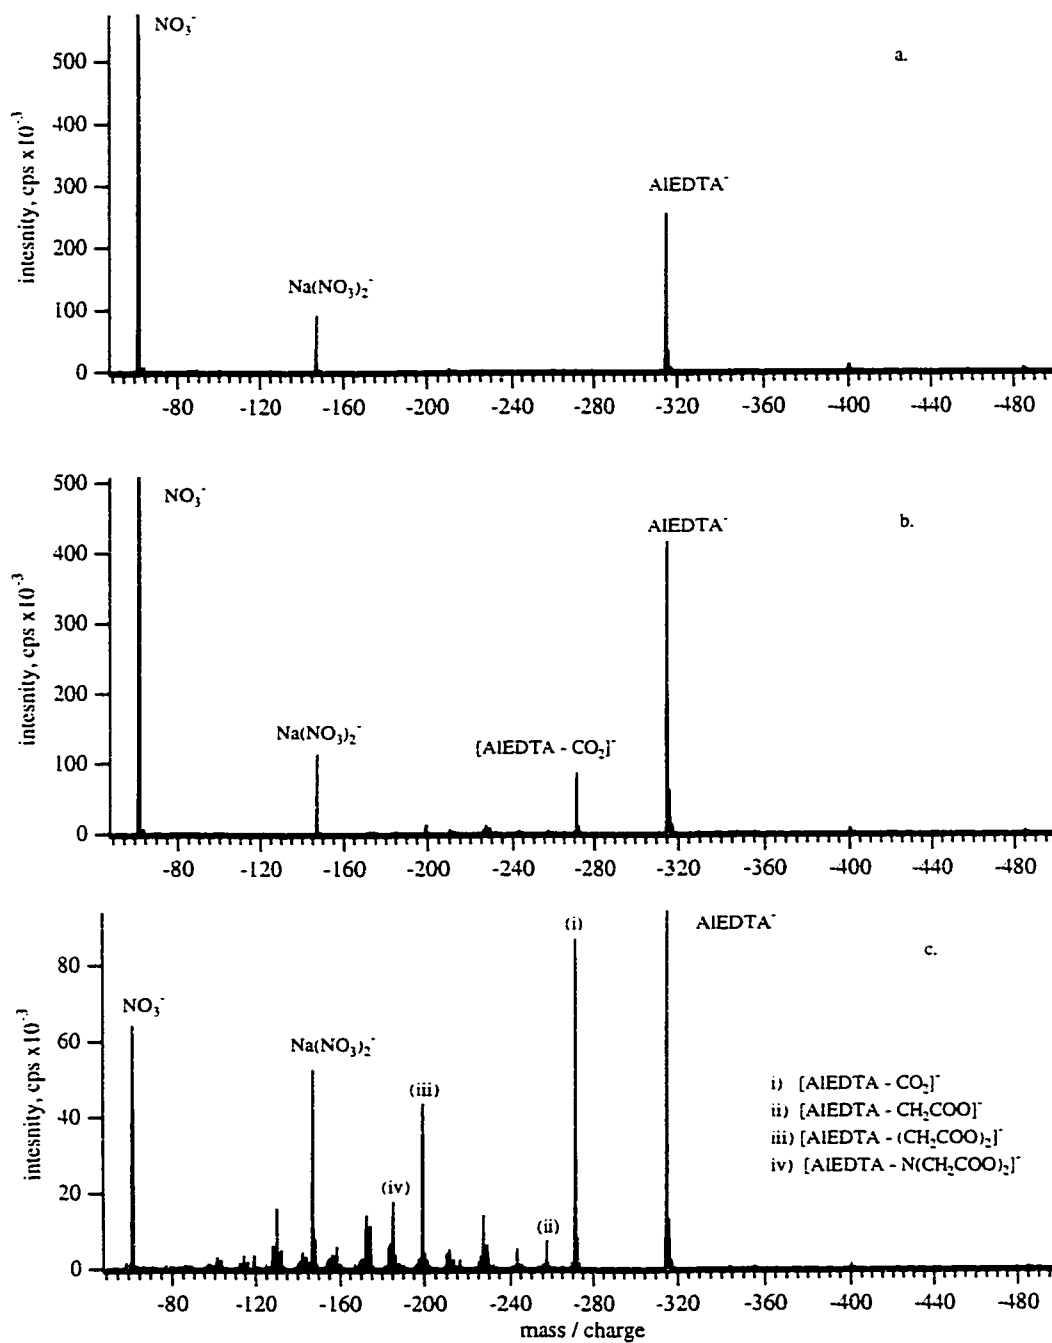 NO₃⁻
a.
500
400
AlEDTA⁻
300
200
Na(NO₃)₂⁻
100
0
intesnity, cps x10⁻³
-80 -120 -160 -200 -240 -280 -320 -360 -400 -440 -480
500
NO₃⁻
b.
AlEDTA⁻
400
300
200
Na(NO₃)₂⁻
[AlEDTA - CO₂]⁻
100
0
intesnity, cps x10⁻³
-80 -120 -160 -200 -240 -280 -320 -360 -400 -440 -480
(i)
AlEDTA⁻
c.
80
NO₃⁻
60
Na(NO₃)₂⁻
(iii)
i) [AlEDTA - CO₂]⁻
ii) [AlEDTA - CH₂COO]⁻
iii) [AlEDTA - (CH₂COO)₂]⁻
iv) [AlEDTA - N(CH₂COO)₂]⁻
40
(iv)
20
(ii)
0
intesnity, cps x10⁻³
-80 -120 -160 -200 -240 -280 -320 -360 -400 -440 -480
mass / charge